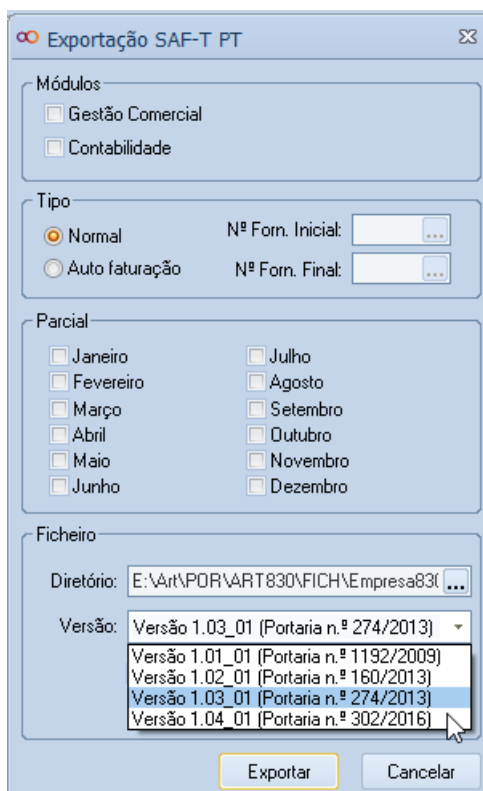 Exportação SAF-T PT
Módulos
Gestão Comercial
Contabilidade
Tipo
Normal Nº Forn. Inicial: ...
Auto faturação Nº Forn. Final: ...
Parcial
Janeiro Julho
Fevereiro Agosto
Março Setembro
Abril Outubro
Maio Novembro
Junho Dezembro
Ficheiro
Diretório: E:\Art\POR\ART830\FICH\Empresa830 ...
Versão: Versão 1.03_01 (Portaria n.º 274/2013)
Versão 1.01_01 (Portaria n.º 1192/2009)
Versão 1.02_01 (Portaria n.º 160/2013)
Versão 1.03_01 (Portaria n.º 274/2013)
Versão 1.04_01 (Portaria n.º 302/2016)
Exportar Cancelar